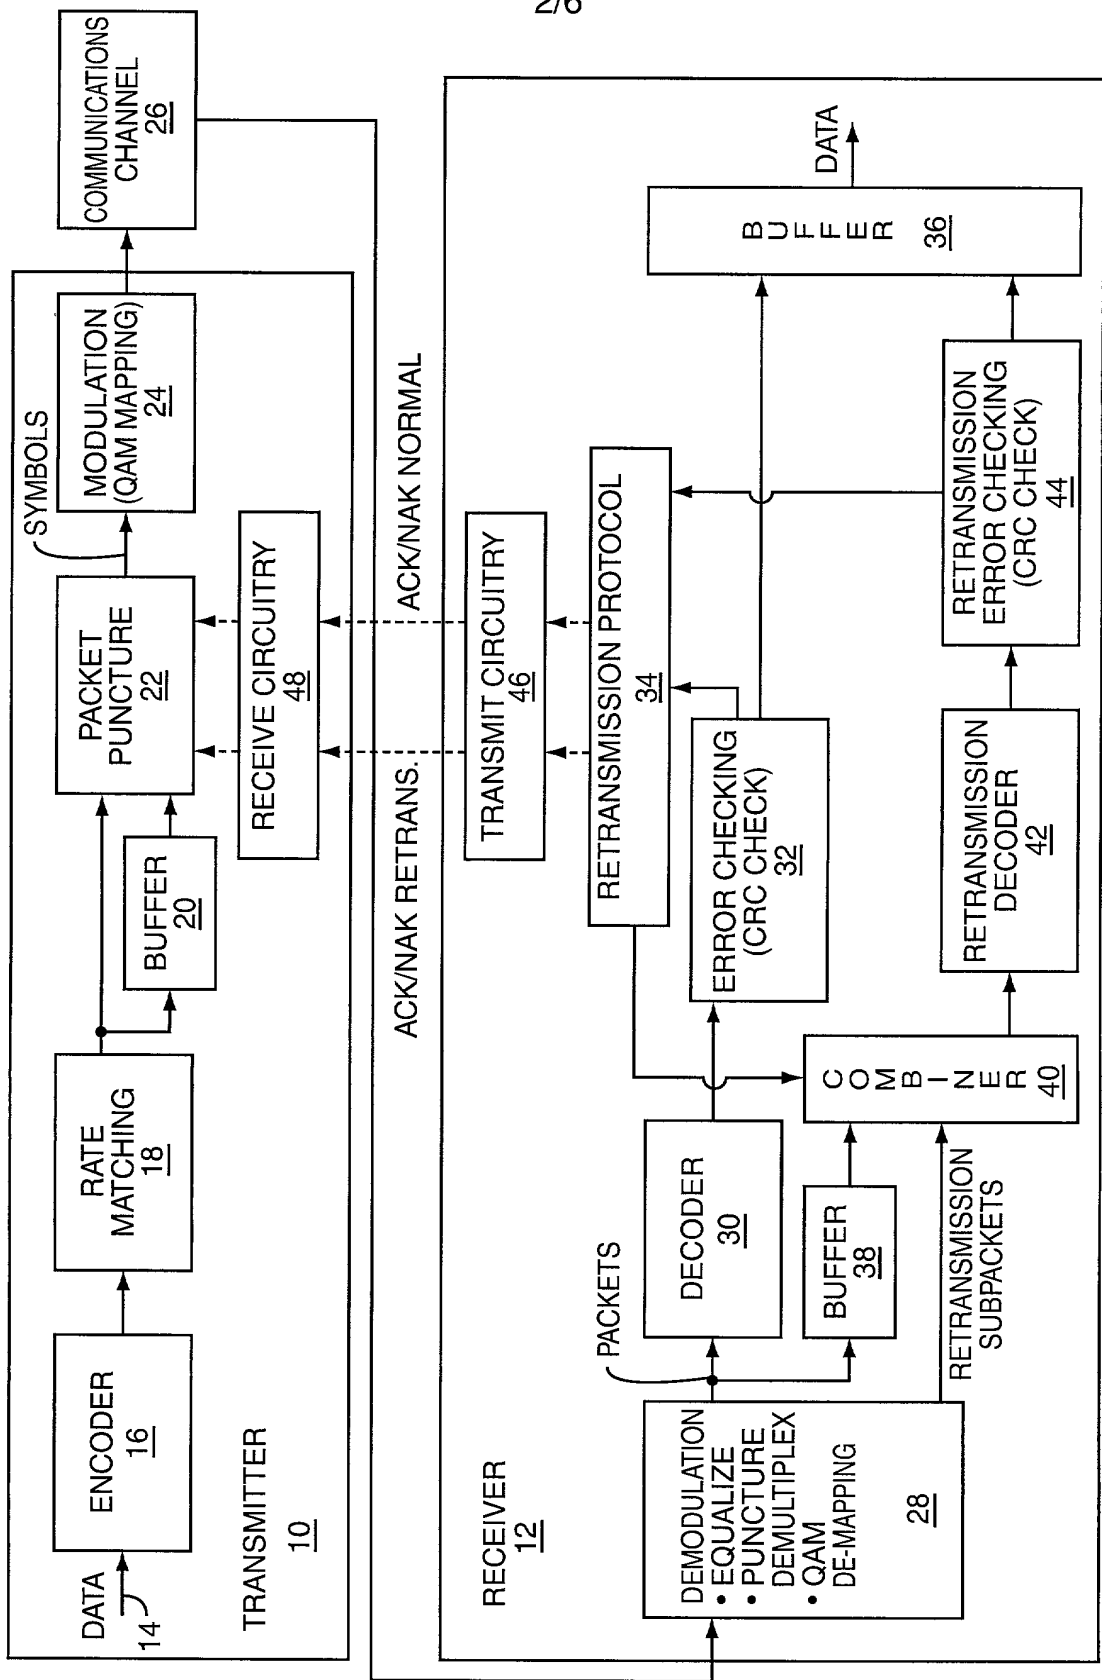 2/6
DATA
14
ENCODER
16
RATE
MATCHING
18
BUFFER
20
PACKET
PUNCTURE
22
SYMBOLS
MODULATION
(QAM MAPPING)
24
COMMUNICATIONS
CHANNEL
26
TRANSMITTER
10
RECEIVE CIRCUITRY
48
ACK/NAK RETRANS.
ACK/NAK NORMAL
RECEIVER
12
TRANSMIT CIRCUITRY
46
RETRANSMISSION PROTOCOL
34
DEMODULATION
• EQUALIZE
• PUNCTURE
DEMULTIPLEX
• QAM
DE-MAPPING
28
PACKETS
DECODER
30
ERROR CHECKING
(CRC CHECK)
32
BUFFER
38
RETRANSMISSION
SUBPACKETS
COMBINER
40
RETRANSMISSION
DECODER
42
RETRANSMISSION
ERROR CHECKING
(CRC CHECK)
44
BUFFER
36
DATA